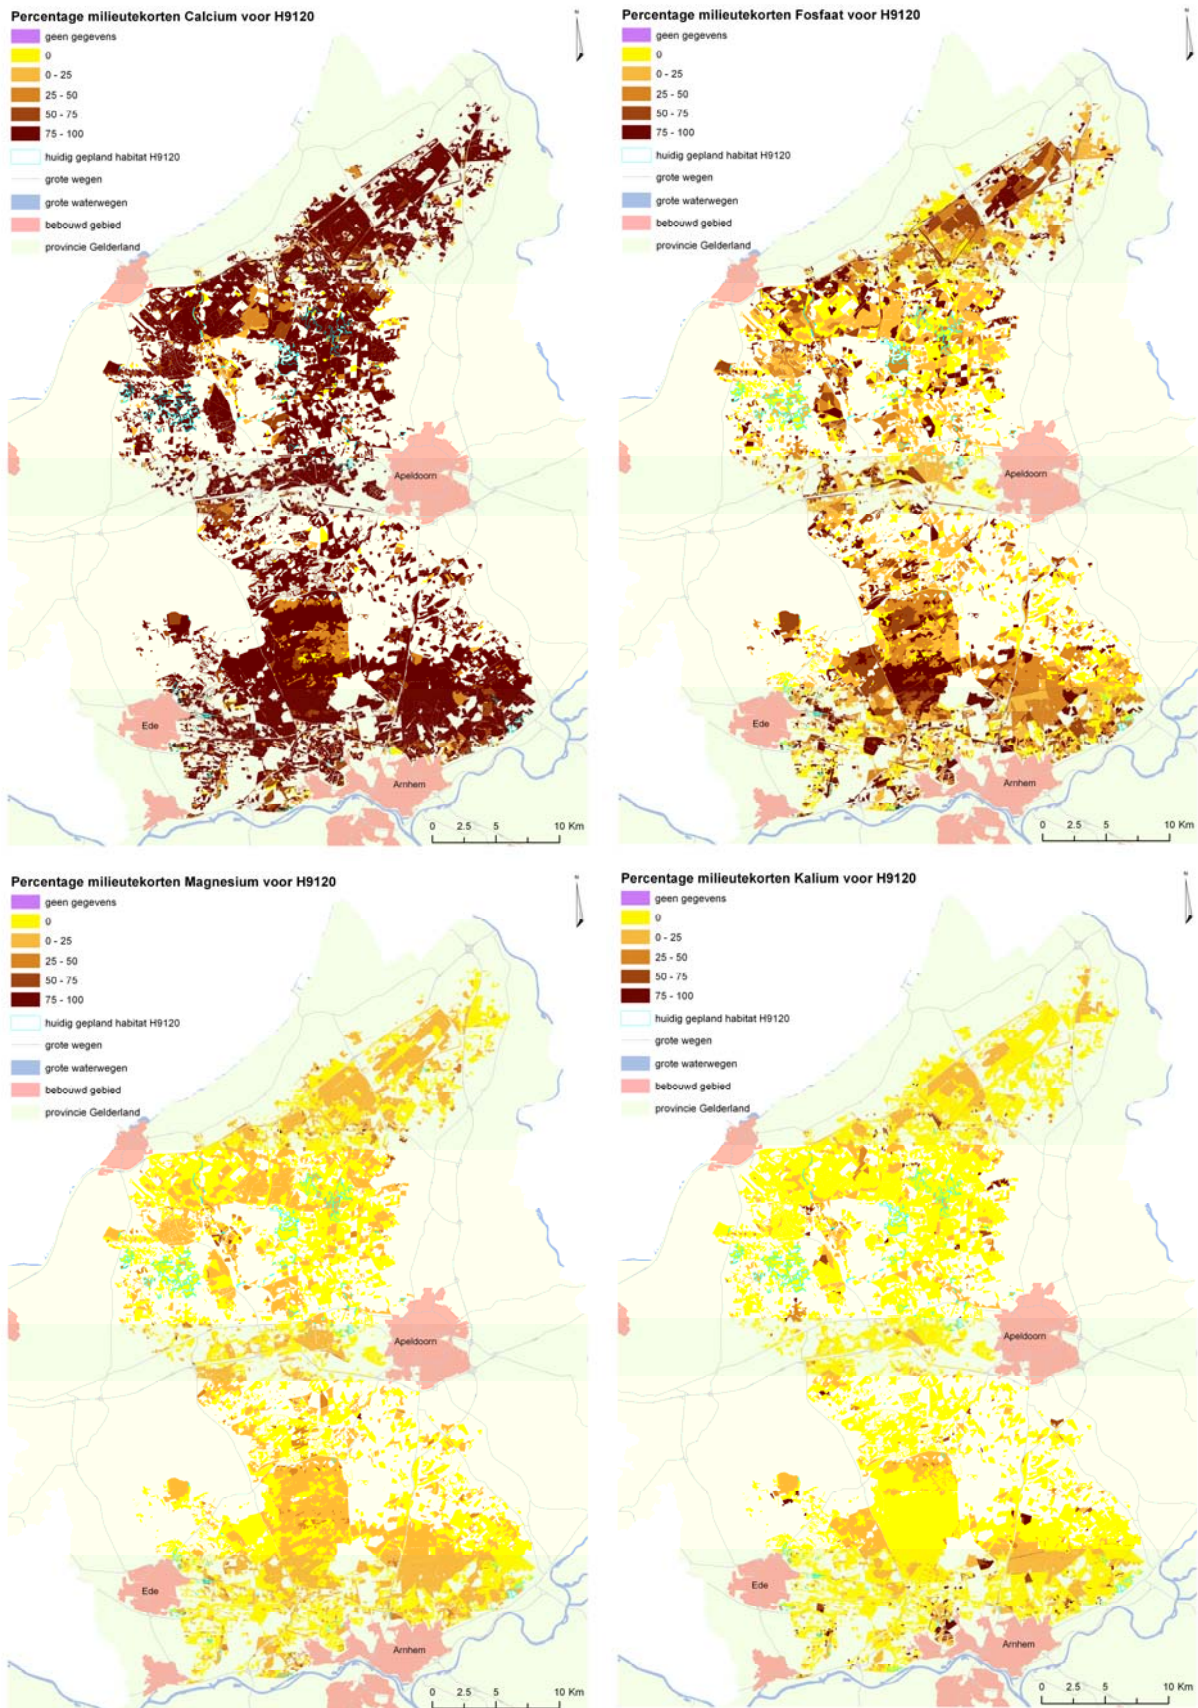 Percentage milieutekorten Calcium voor H9120
geen gegevens
0
0 - 25
25 - 50
50 - 75
75 - 100
huidig gepland habitat H9120
grote wegen
grote waterwegen
bebouwd gebied
provincie Gelderland
N
Apeldoorn
Ede
Arnhem
0 2.5 5 10 Km
Percentage milieutekorten Fosfaat voor H9120
geen gegevens
0
0 - 25
25 - 50
50 - 75
75 - 100
huidig gepland habitat H9120
grote wegen
grote waterwegen
bebouwd gebied
provincie Gelderland
N
Apeldoorn
Ede
Arnhem
0 2.5 5 10 Km
Percentage milieutekorten Magnesium voor H9120
geen gegevens
0
0 - 25
25 - 50
50 - 75
75 - 100
huidig gepland habitat H9120
grote wegen
grote waterwegen
bebouwd gebied
provincie Gelderland
N
Apeldoorn
Ede
Arnhem
0 2.5 5 10 Km
Percentage milieutekorten Kalium voor H9120
geen gegevens
0
0 - 25
25 - 50
50 - 75
75 - 100
huidig gepland habitat H9120
grote wegen
grote waterwegen
bebouwd gebied
provincie Gelderland
N
Apeldoorn
Ede
Arnhem
0 2.5 5 10 Km